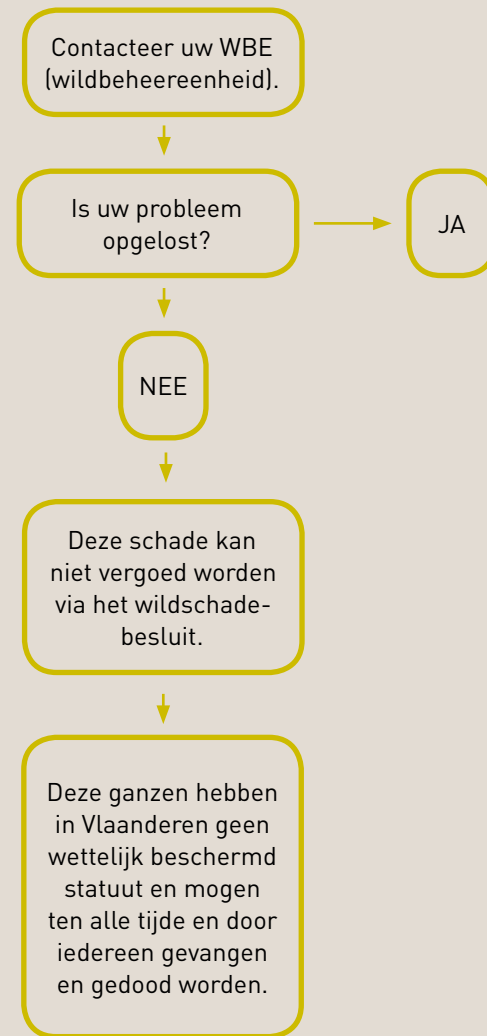 Contacteer uw WBE
(wildbeheereenheid).
Is uw probleem
opgelost?
JA
NEE
Deze schade kan
niet vergoed worden
via het wildschade-
besluit.
Deze ganzen hebben
in Vlaanderen geen
wettelijk beschermd
statuut en mogen
ten alle tijde en door
iedereen gevangen
en gedood worden.